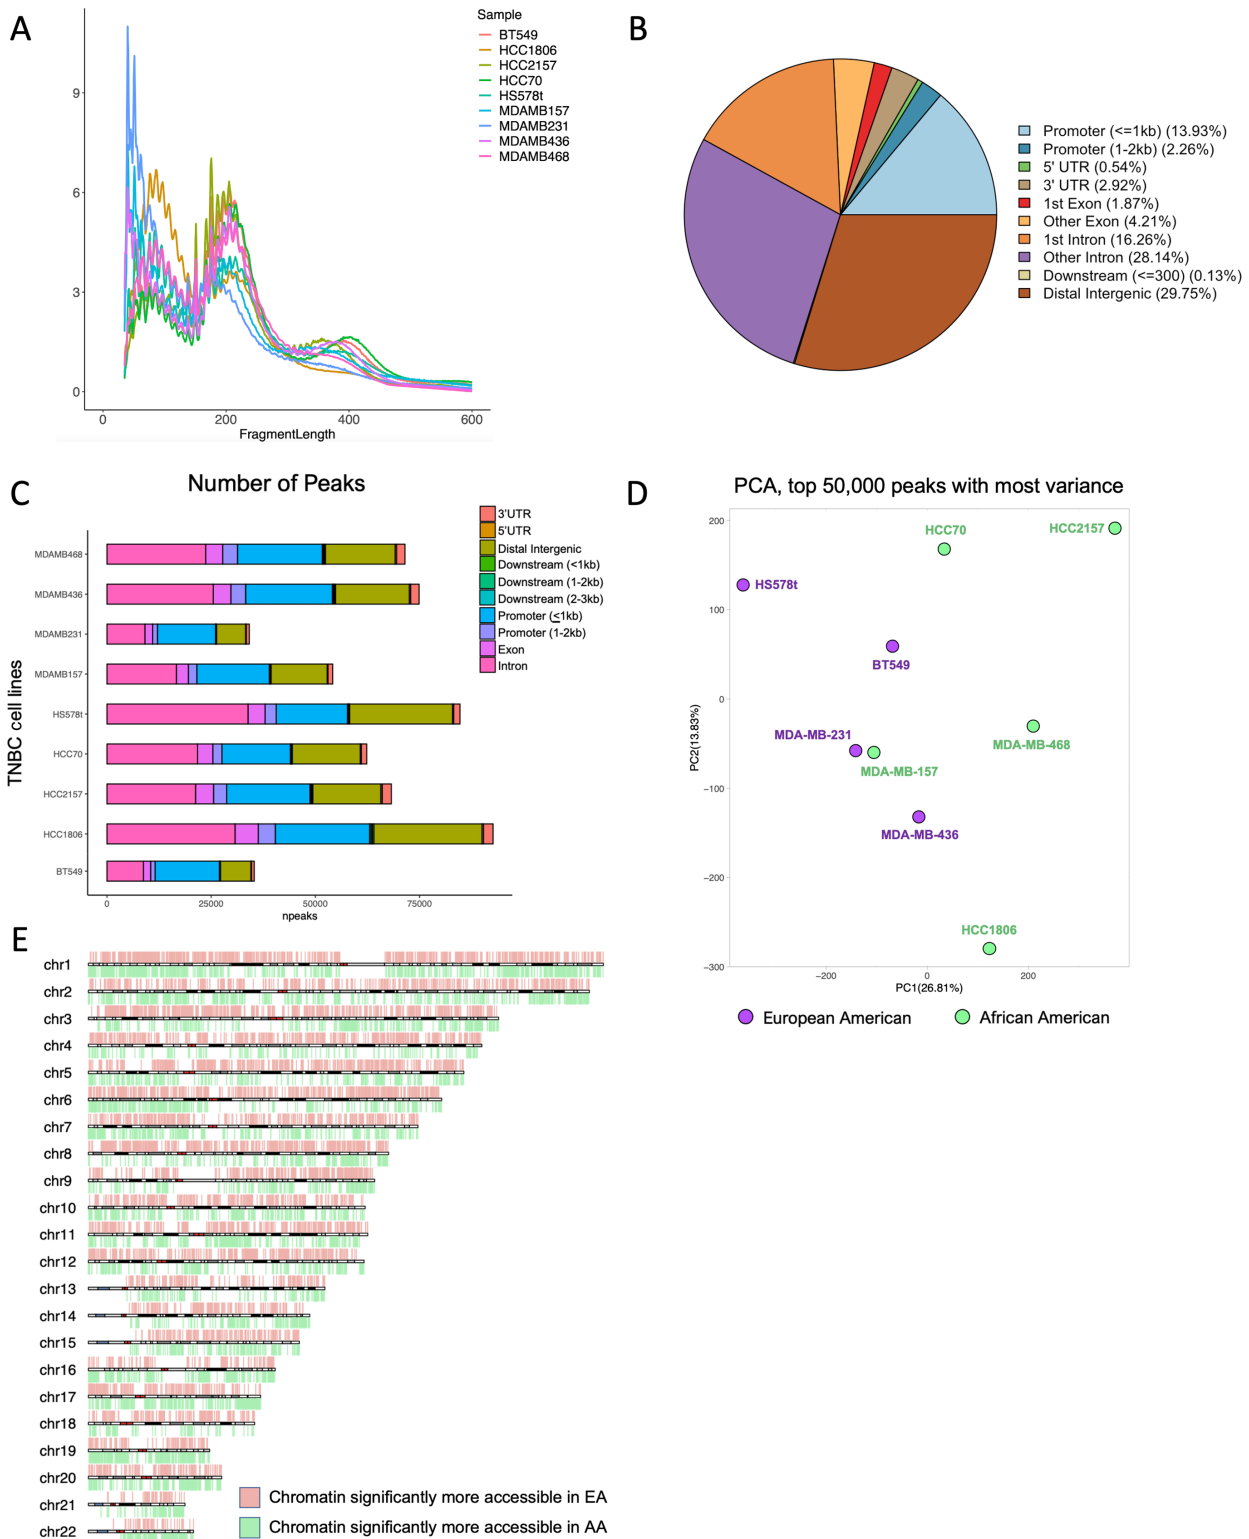 A
Sample
BT549
HCC1806
HCC2157
HCC70
HS578t
MDAMB157
MDAMB231
MDAMB436
MDAMB468
9
6
3
0
0 200 400 600
FragmentLength
B
Promoter (<=1kb) (13.93%)
Promoter (1-2kb) (2.26%)
5' UTR (0.54%)
3' UTR (2.92%)
1st Exon (1.87%)
Other Exon (4.21%)
1st Intron (16.26%)
Other Intron (28.14%)
Downstream (<=300) (0.13%)
Distal Intergenic (29.75%)
C
Number of Peaks
TNBC cell lines
MDAMB468
MDAMB436
MDAMB231
MDAMB157
HS578t
HCC70
HCC2157
HCC1806
BT549
0 25000 50000 75000
npeaks
3'UTR
5'UTR
Distal Intergenic
Downstream (<1kb)
Downstream (1-2kb)
Downstream (2-3kb)
Promoter (≤1kb)
Promoter (1-2kb)
Exon
Intron
D
PCA, top 50,000 peaks with most variance
PC2(13.83%)
200
100
0
−100
−200
−300
HCC70
HCC2157
HS578t
BT549
MDA-MB-468
MDA-MB-231
MDA-MB-157
MDA-MB-436
HCC1806
−200 0 200
PC1(26.81%)
European American
African American
E
chr1
chr2
chr3
chr4
chr5
chr6
chr7
chr8
chr9
chr10
chr11
chr12
chr13
chr14
chr15
chr16
chr17
chr18
chr19
chr20
chr21
chr22
Chromatin significantly more accessible in EA
Chromatin significantly more accessible in AA